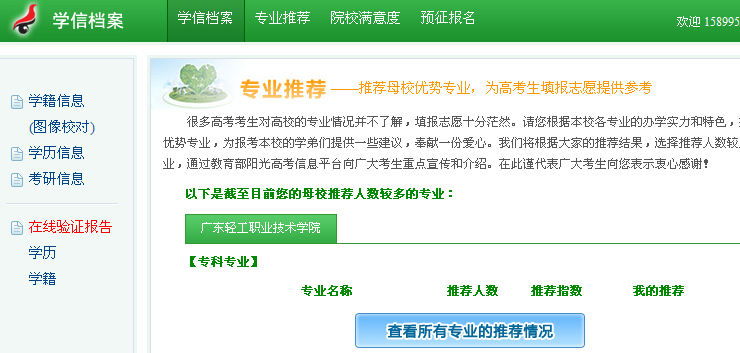 学信档案
学信档案 专业推荐 院校满意度 预征报名
欢迎 158995
学籍信息
(图像校对)
学历信息
考研信息
在线验证报告
学历
学籍
专业推荐 ——推荐母校优势专业，为高考生填报志愿提供参考
很多高考考生对高校的专业情况并不了解，填报志愿十分茫然。请您根据本校各专业的办学实力和特色，
优势专业，为报考本校的学弟们提供一些建议，奉献一份爱心。我们将根据大家的推荐结果，选择推荐人数较
业，通过教育部阳光高考信息平台向广大考生重点宣传和介绍。在此谨代表广大考生向您表示衷心感谢！
以下是截至目前您的母校推荐人数较多的专业：
广东轻工职业技术学院
【专科专业】
专业名称 推荐人数 推荐指数 我的推荐
查看所有专业的推荐情况